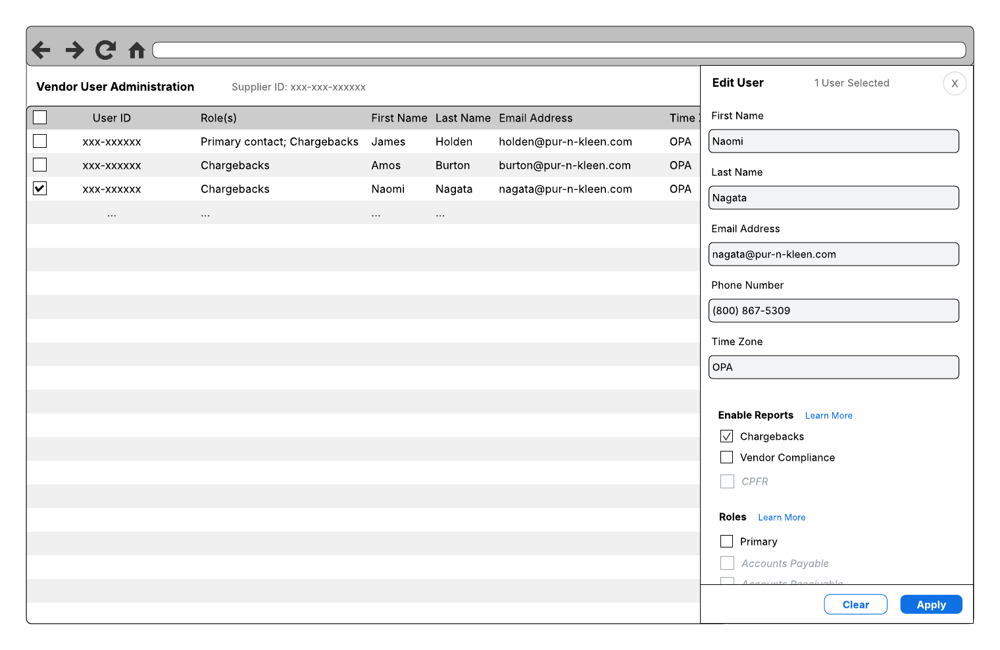 Vendor User Administration Supplier ID: xxx-xxx-xxxxxx
User ID Role(s) First Name Last Name Email Address Time
xxx-xxxxxx Primary contact; Chargebacks James Holden holden@pur-n-kleen.com OPA
xxx-xxxxxx Chargebacks Amos Burton burton@pur-n-kleen.com OPA
xxx-xxxxxx Chargebacks Naomi Nagata nagata@pur-n-kleen.com OPA
... ... ... ...
Edit User 1 User Selected X
First Name
Naomi
Last Name
Nagata
Email Address
nagata@pur-n-kleen.com
Phone Number
(800) 867-5309
Time Zone
OPA
Enable Reports Learn More
Chargebacks
Vendor Compliance
CPFR
Roles Learn More
Primary
Accounts Payable
Accounts Receivable
Clear Apply